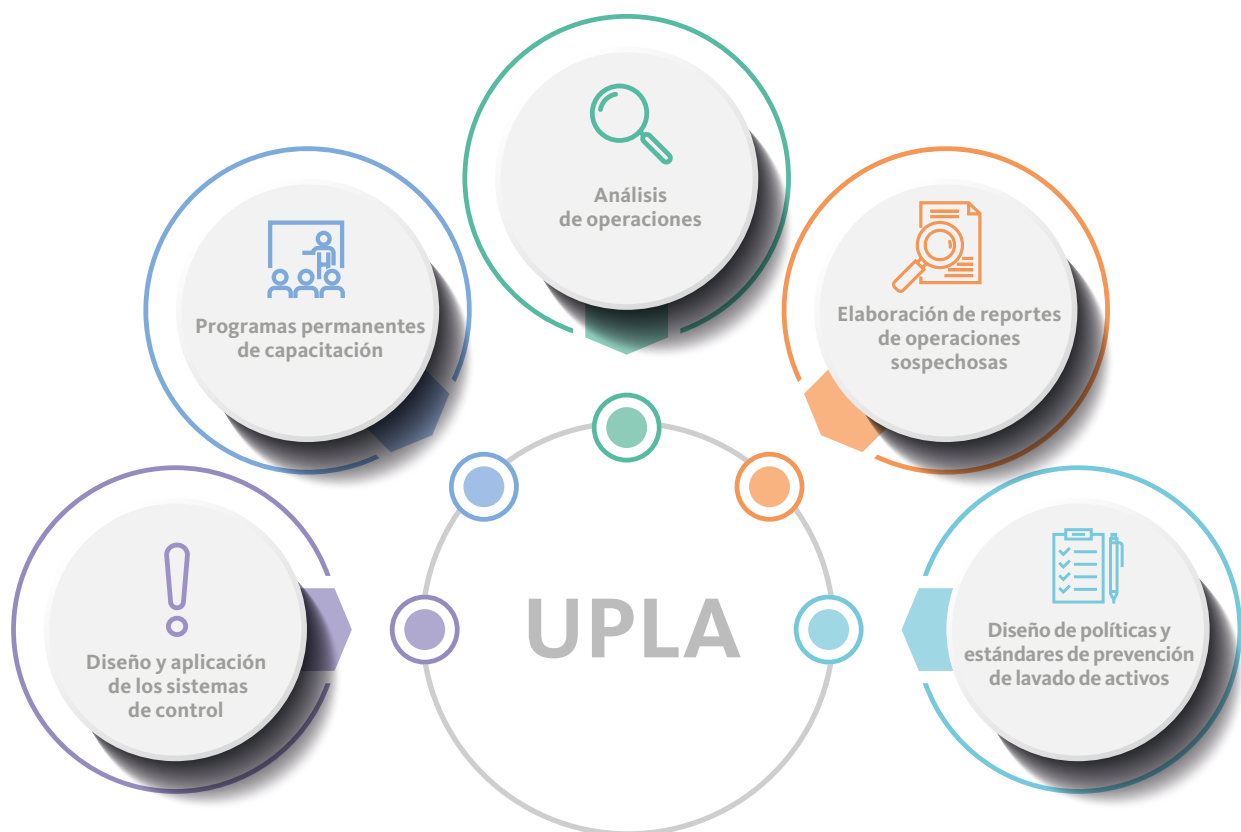 Análisis
de operaciones
Programas permanentes
de capacitación
Elaboración de reportes
de operaciones
sospechosas
Diseño y aplicación
de los sistemas
de control
UPLA
Diseño de políticas y
estándares de prevención
de lavado de activos